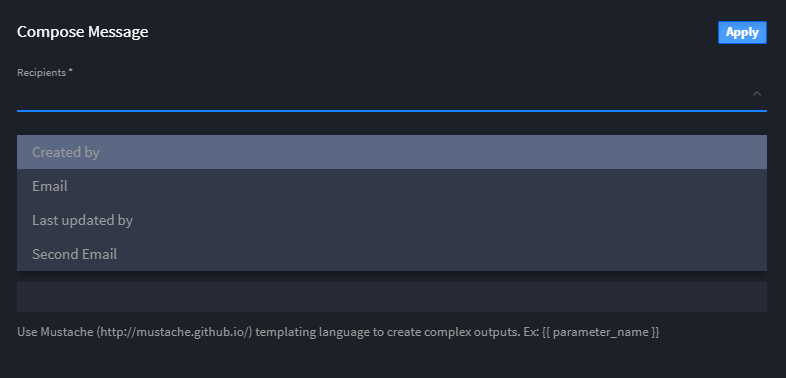 Compose Message
Apply
Recipients *
Created by
Email
Last updated by
Second Email
Use Mustache (http://mustache.github.io/) templating language to create complex outputs. Ex: {{ parameter_name }}